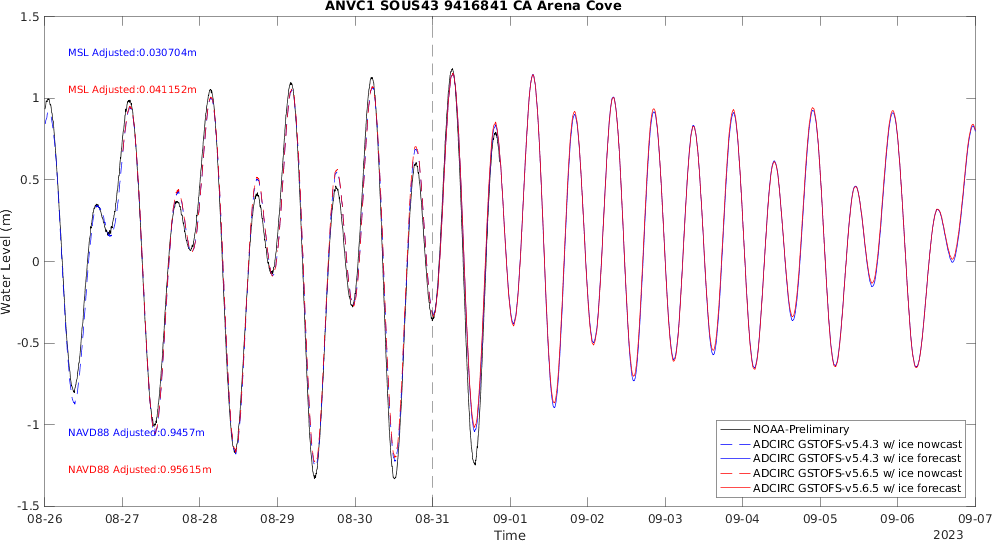 ANVC1 SOUS43 9416841 CA Arena Cove
MSL Adjusted:0.030704m
MSL Adjusted:0.041152m
NAVD88 Adjusted:0.9457m
NAVD88 Adjusted:0.95615m
Water Level (m)
1.5
1
0.5
0
-0.5
-1
-1.5
08-26 08-27 08-28 08-29 08-30 08-31 09-01 09-02 09-03 09-04 09-05 09-06 09-07
Time
2023
NOAA-Preliminary
ADCIRC GSTOFS-v5.4.3 w/ ice nowcast
ADCIRC GSTOFS-v5.4.3 w/ ice forecast
ADCIRC GSTOFS-v5.6.5 w/ ice nowcast
ADCIRC GSTOFS-v5.6.5 w/ ice forecast